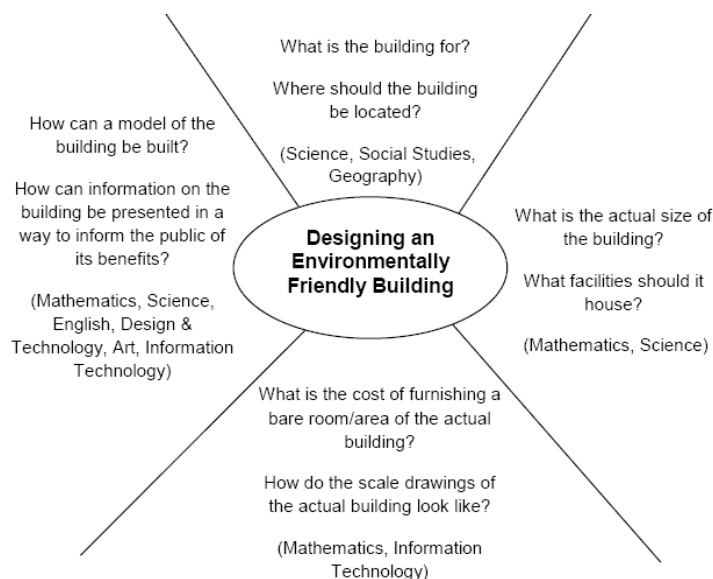 What is the building for?
Where should the building
be located?
(Science, Social Studies,
Geography)
How can a model of the
building be built?
How can information on the
building be presented in a
way to inform the public of
its benefits?
(Mathematics, Science,
English, Design &
Technology, Art, Information
Technology)
Designing an
Environmentally
Friendly Building
What is the actual size of
the building?
What facilities should it
house?
(Mathematics, Science)
What is the cost of furnishing a
bare room/area of the actual
building?
How do the scale drawings of
the actual building look like?
(Mathematics, Information
Technology)